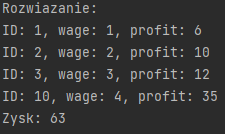 Rozwiazanie:
ID: 1, wage: 1, profit: 6
ID: 2, wage: 2, profit: 10
ID: 3, wage: 3, profit: 12
ID: 10, wage: 4, profit: 35
Zysk: 63